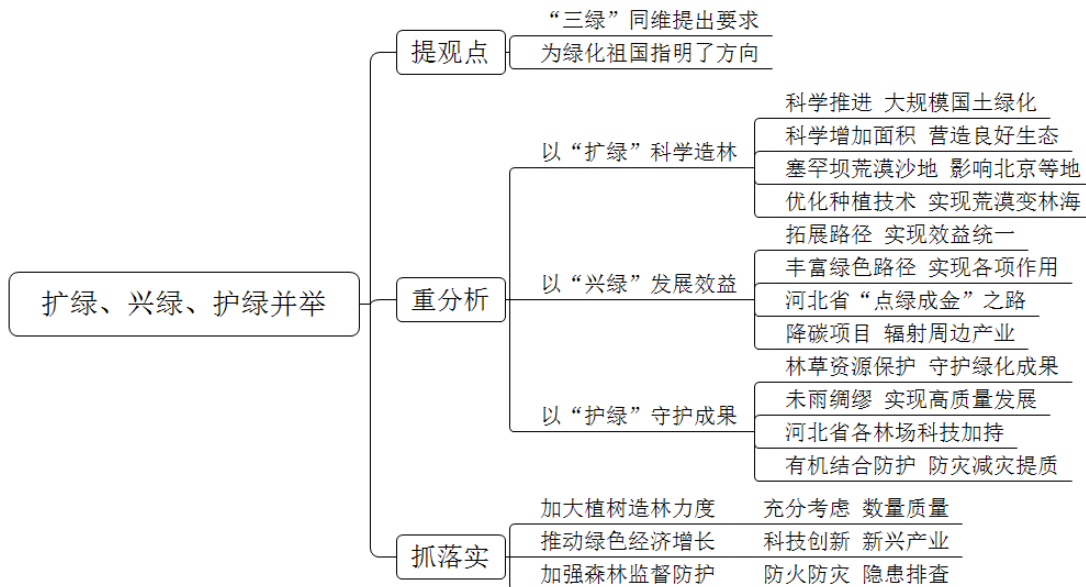 “三绿”同维提出要求
提观点
为绿化祖国指明了方向
科学推进 大规模国土绿化
科学增加面积 营造良好生态
以“扩绿”科学造林
塞罕坝荒漠沙地 影响北京等地
优化种植技术 实现荒漠变林海
拓展路径 实现效益统一
丰富绿色路径 实现各项作用
扩绿、兴绿、护绿并举
重分析
以“兴绿”发展效益
河北省“点绿成金”之路
降碳项目 辐射周边产业
林草资源保护 守护绿化成果
未雨绸缪 实现高质量发展
以“护绿”守护成果
河北省各林场科技加持
有机结合防护 防灾减灾提质
加大植树造林力度 充分考虑 数量质量
抓落实
推动绿色经济增长 科技创新 新兴产业
加强森林监督防护 防火防灾 隐患排查